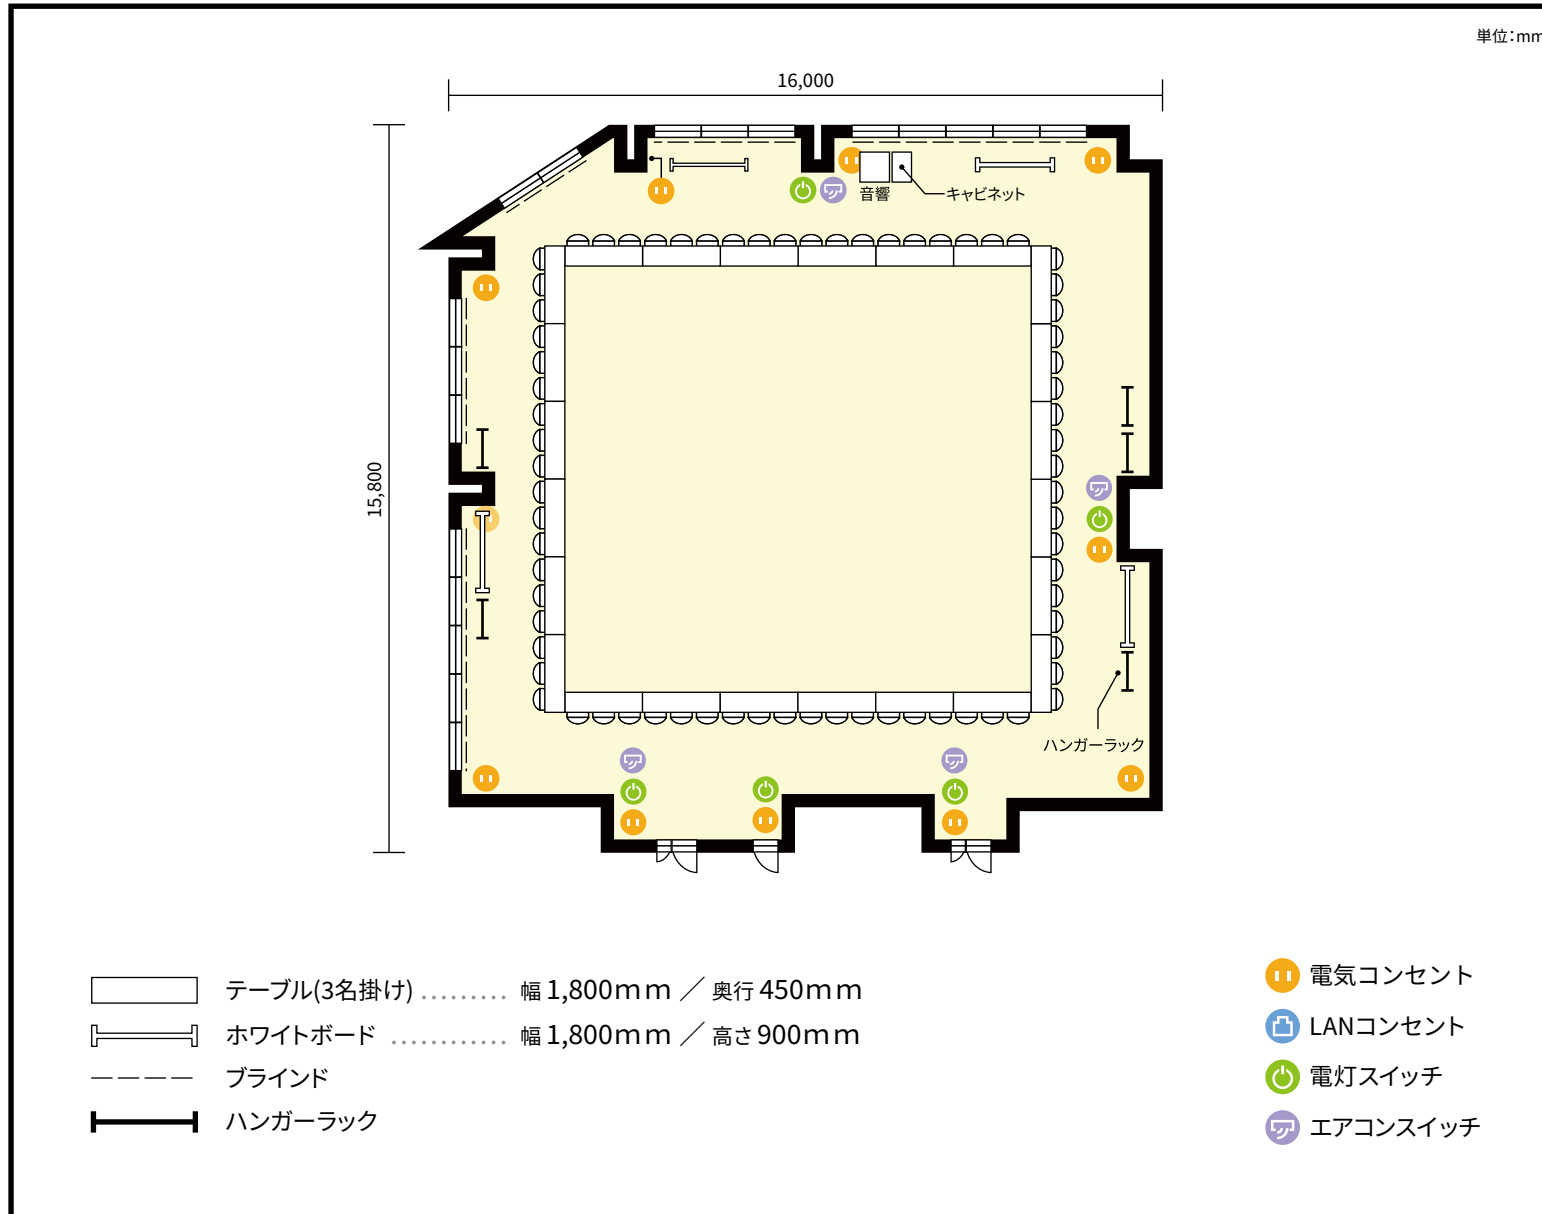 単位：mm
16,000
15,800
音響
キャビネット
ハンガーラック
テーブル(3名掛け) ......... 幅 1,800mm ／ 奥行 450mm
ホワイトボード ............ 幅 1,800mm ／ 高さ 900mm
ブラインド
ハンガーラック
電気コンセント
LANコンセント
電灯スイッチ
エアコンスイッチ